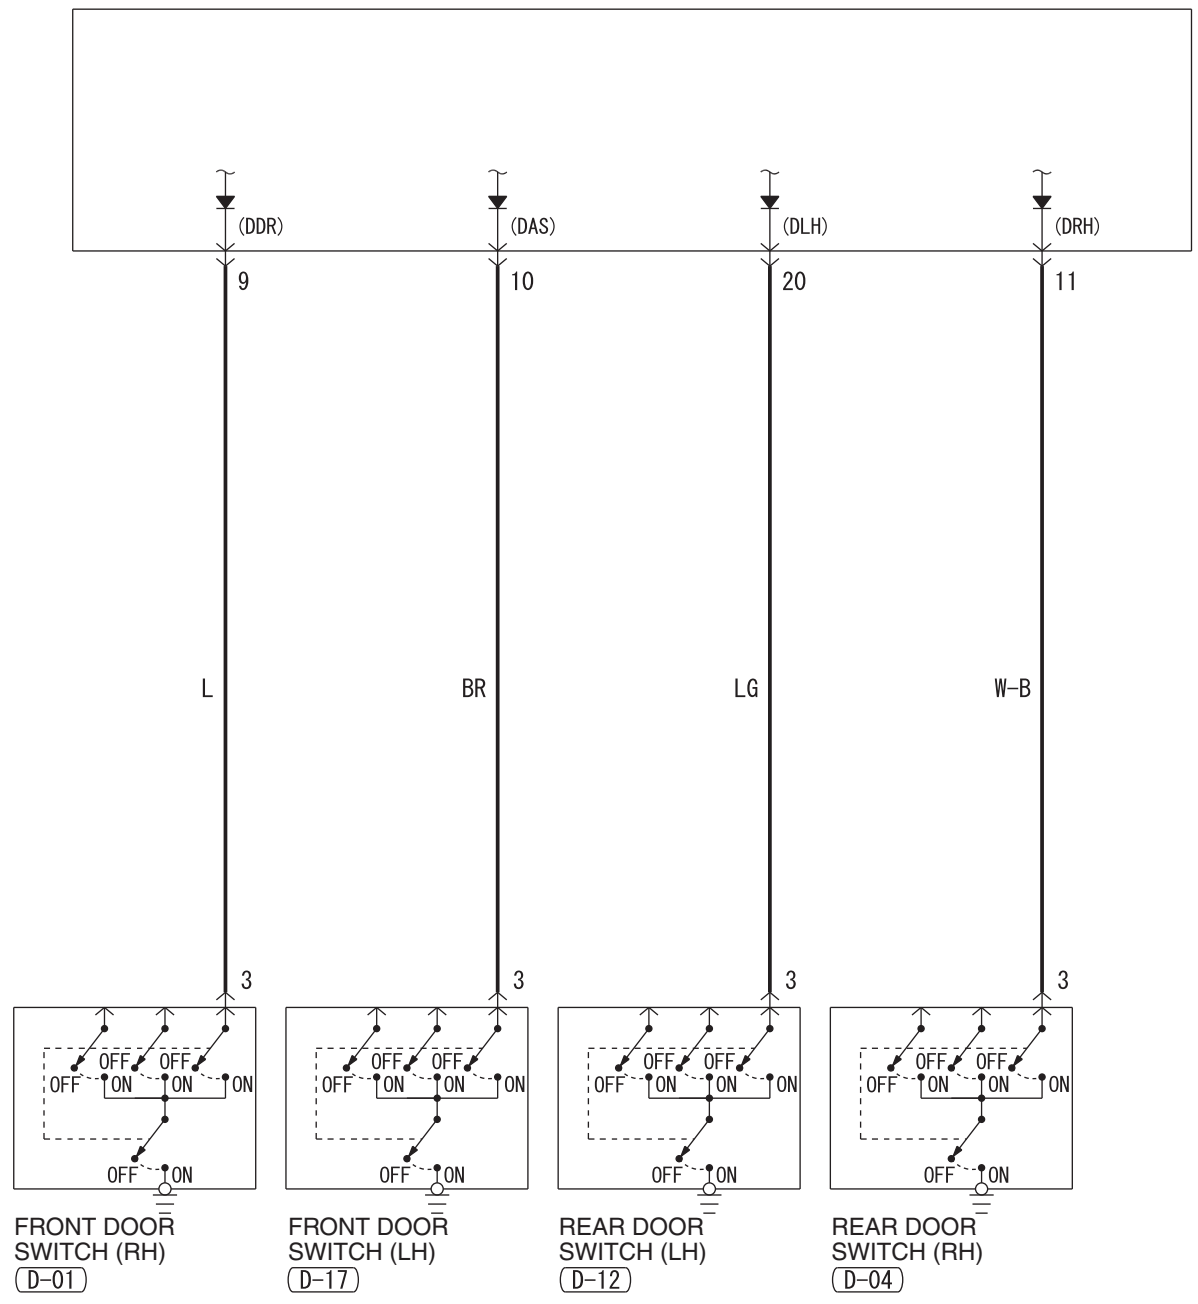 (DDR) (DAS) (DLH) (DRH)
9 10 20 11
L BR LG W-B
3 3 3 3
OFF OFF OFF OFF OFF OFF OFF OFF
OFF ON ON ON OFF ON ON ON OFF ON ON ON OFF ON ON ON
OFF ON OFF ON OFF ON OFF ON
FRONT DOOR FRONT DOOR REAR DOOR REAR DOOR
SWITCH (RH) SWITCH (LH) SWITCH (LH) SWITCH (RH)
D-01 D-17 D-12 D-04